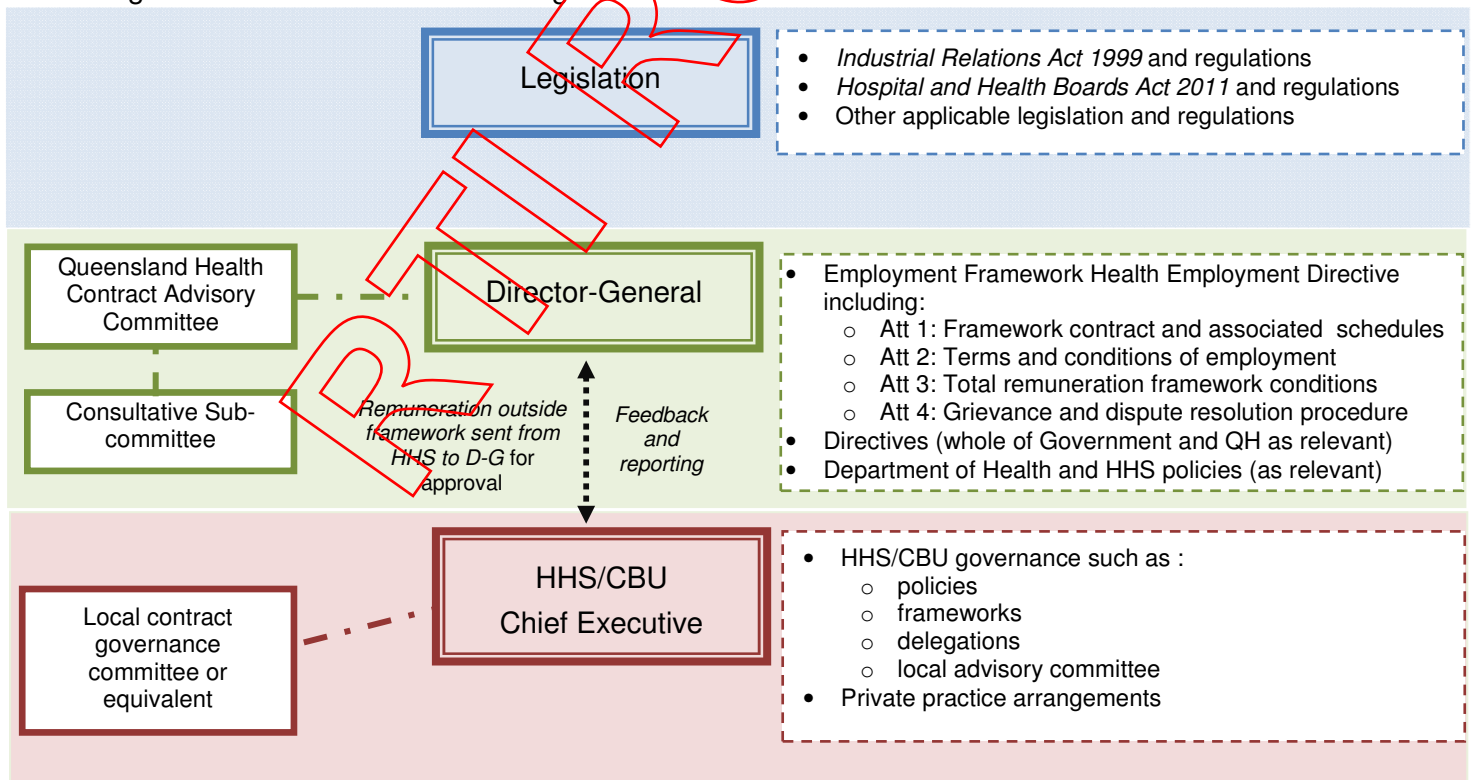 Legislation
• Industrial Relations Act 1999 and regulations
• Hospital and Health Boards Act 2011 and regulations
• Other applicable legislation and regulations
Queensland Health
Contract Advisory
Committee
Consultative Sub-
committee
Director-General
Remuneration outside
framework sent from
HHS to D-G for
approval
Feedback
and
reporting
• Employment Framework Health Employment Directive
including:
o Att 1: Framework contract and associated schedules
o Att 2: Terms and conditions of employment
o Att 3: Total remuneration framework conditions
o Att 4: Grievance and dispute resolution procedure
• Directives (whole of Government and QH as relevant)
• Department of Health and HHS policies (as relevant)
Local contract
governance
committee or
equivalent
HHS/CBU
Chief Executive
• HHS/CBU governance such as :
o policies
o frameworks
o delegations
o local advisory committee
• Private practice arrangements
RTI R